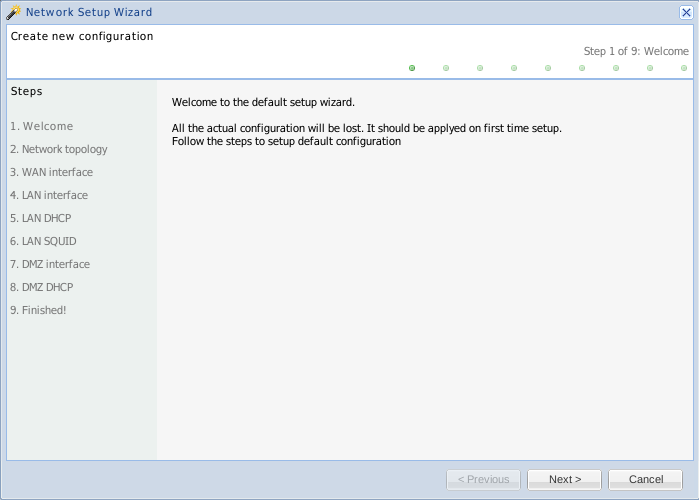 Network Setup Wizard
Create new configuration
Step 1 of 9: Welcome
Steps
1. Welcome
2. Network topology
3. WAN interface
4. LAN interface
5. LAN DHCP
6. LAN SQUID
7. DMZ interface
8. DMZ DHCP
9. Finished!
Welcome to the default setup wizard.
All the actual configuration will be lost. It should be applyed on first time setup.
Follow the steps to setup default configuration
< Previous
Next >
Cancel